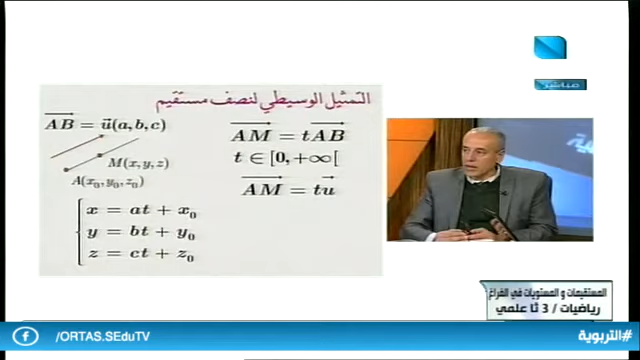 مباشر
التمثيل الوسيطي لنصف مستقيم
AB = u(a, b, c)
AM = tAB
t ∈ [0, +∞[
M(x, y, z)
A(x₀, y₀, z₀)
AM = tu
x = at + x₀
y = bt + y₀
z = ct + z₀
المستقيمات و المستويات في الفراغ
رياضيات / 3 ثا علمي
/ORTAS.SEduTV
#التربوية